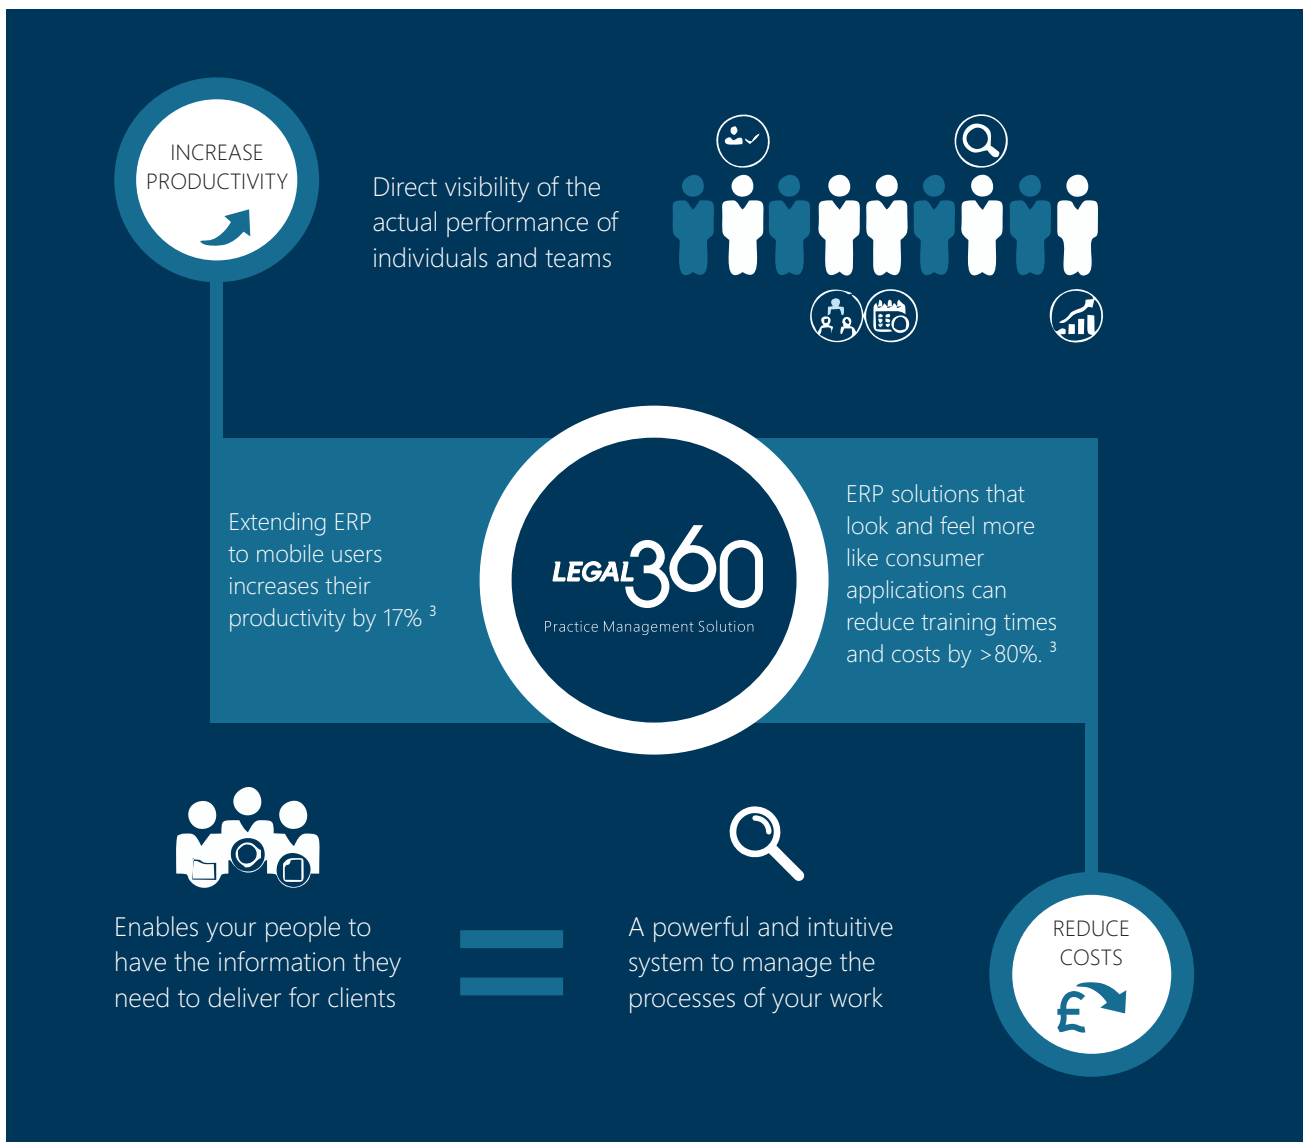 INCREASE
PRODUCTIVITY
Direct visibility of the
actual performance of
individuals and teams
Extending ERP
to mobile users
increases their
productivity by 17% ³
LEGAL360
Practice Management Solution
ERP solutions that
look and feel more
like consumer
applications can
reduce training times
and costs by >80%. ³
Enables your people to
have the information they
need to deliver for clients
A powerful and intuitive
system to manage the
processes of your work
REDUCE
COSTS
£